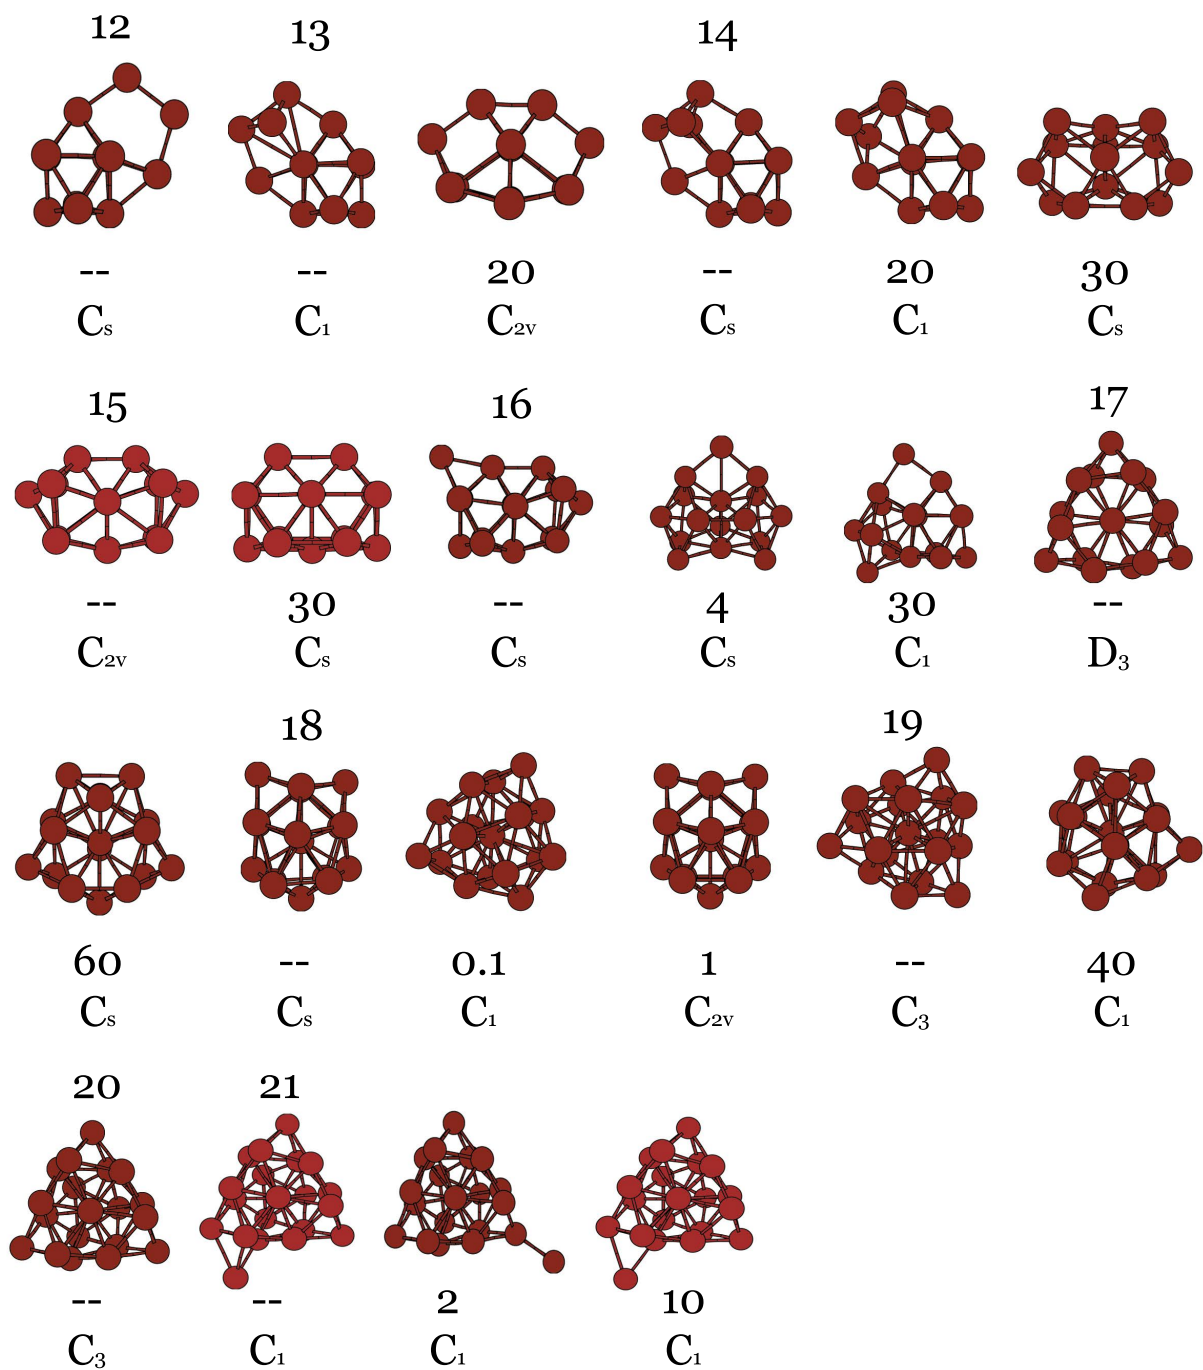 12 13 14
-- -- 20 -- 20 30
Cs C1 C2v Cs C1 Cs
15 16 17
-- 30 -- 4 30 --
C2v Cs Cs Cs C1 D3
18 19
60 -- 0.1 1 -- 40
Cs Cs C1 C2v C3 C1
20 21
-- -- 2 10
C3 C1 C1 C1